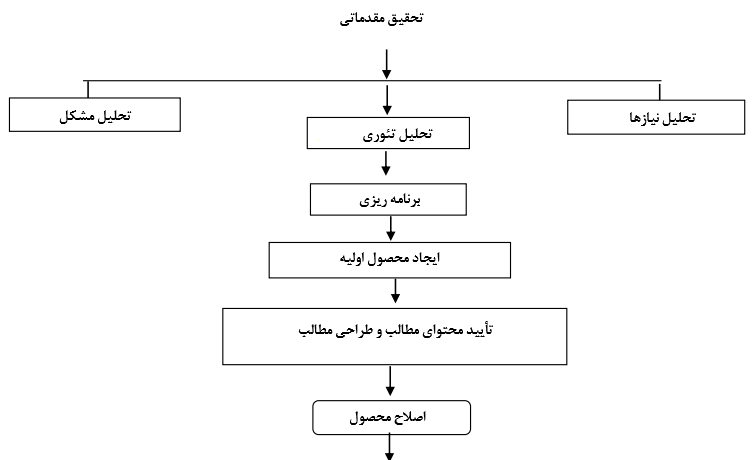 تحقیق مقدماتی
تحلیل نیازها
تحلیل مشکل
تحلیل تئوری
برنامه ریزی
ایجاد محصول اولیه
تأیید محتوای مطالب و طراحی مطالب
اصلاح محصول